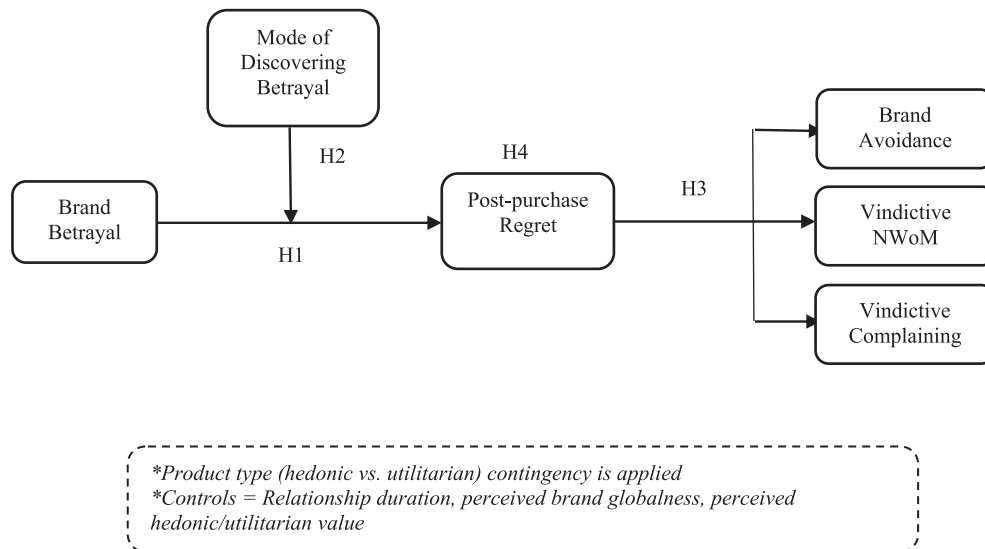 Mode of
Discovering
Betrayal
H2
H4
Brand
Betrayal
H1
Post-purchase
Regret
H3
Brand
Avoidance
Vindictive
NWoM
Vindictive
Complaining
*Product type (hedonic vs. utilitarian) contingency is applied
*Controls = Relationship duration, perceived brand globalness, perceived
hedonic/utilitarian value